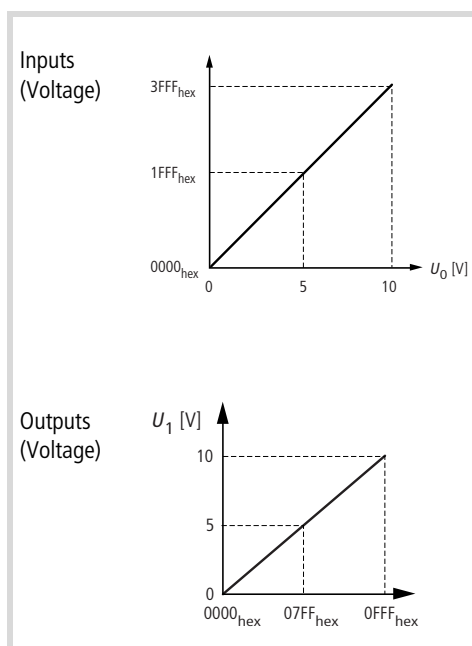 Inputs
(Voltage)
3FFFhex
1FFFhex
0000hex
0
5
10
U0 [V]
Outputs
(Voltage)
U1 [V]
10
5
0
0000hex
07FFhex
0FFFhex